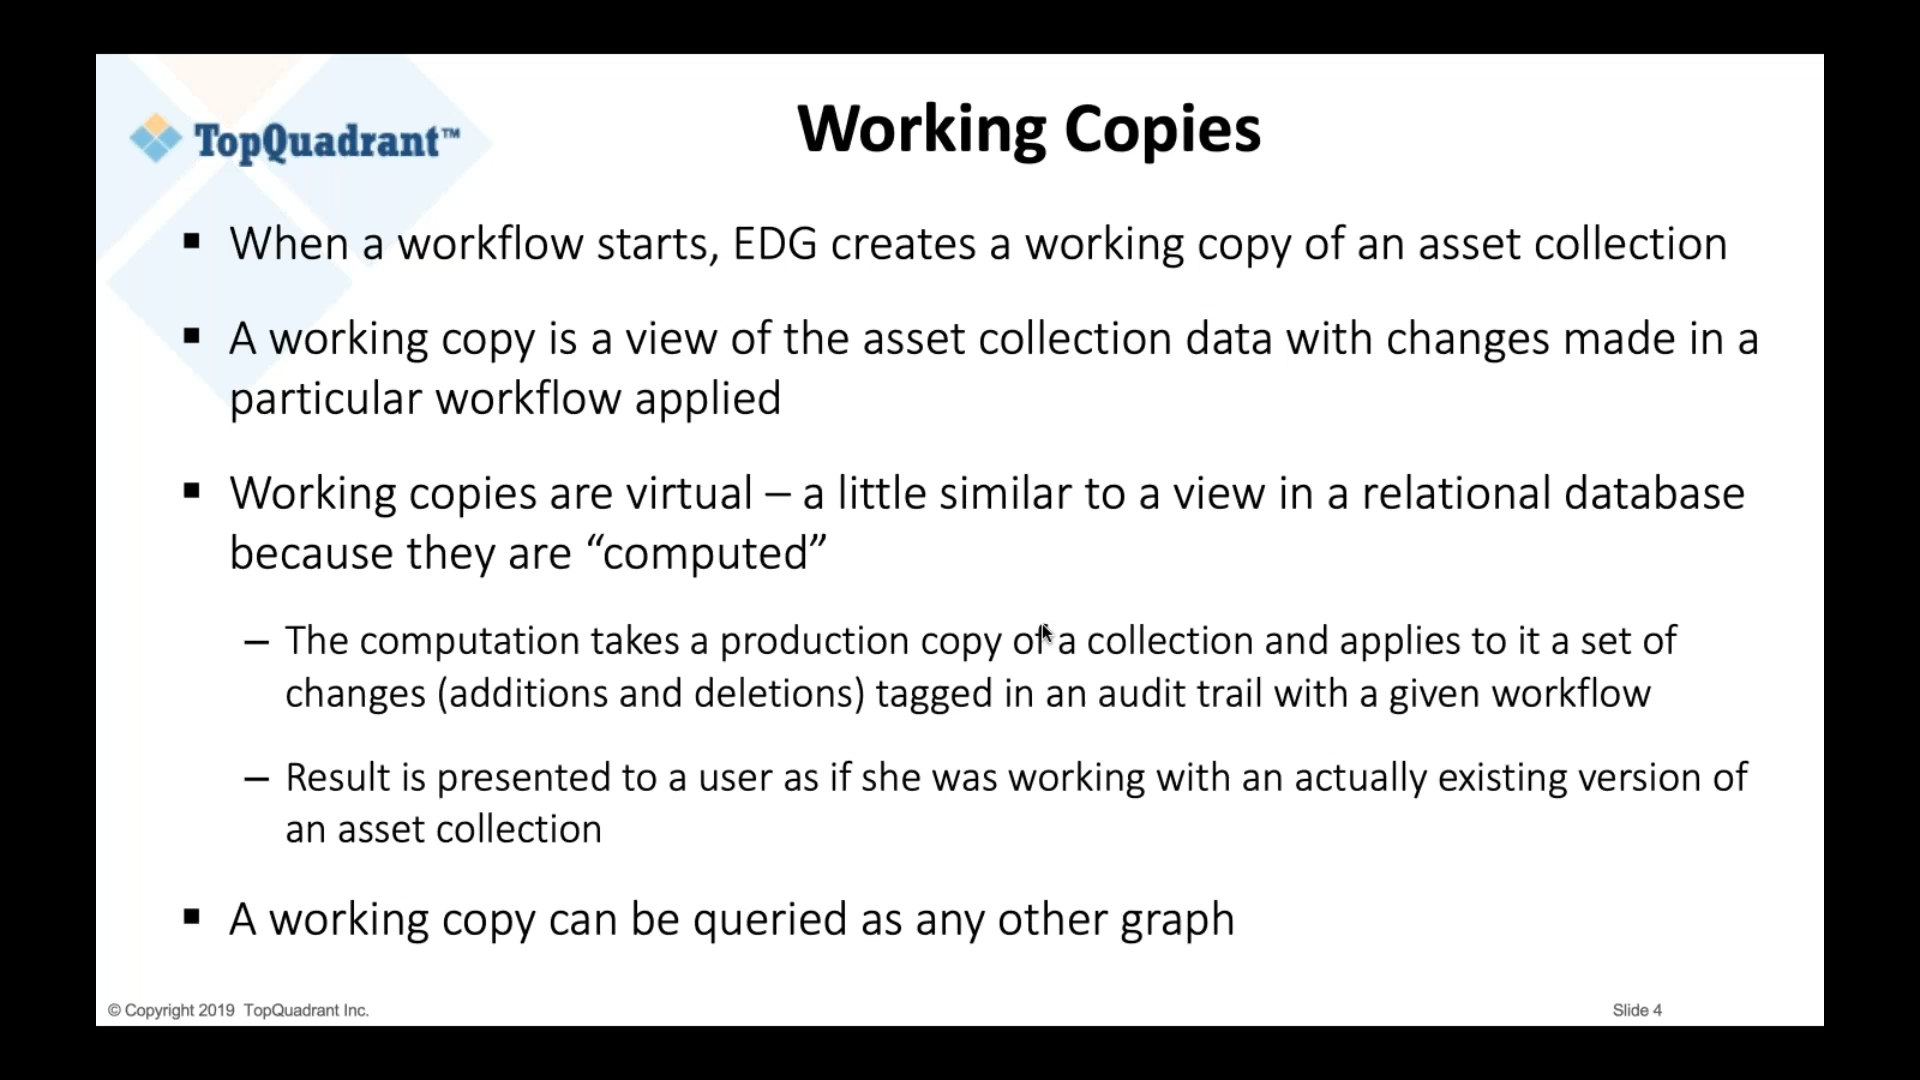 TopQuadrant™
Working Copies
▪ When a workflow starts, EDG creates a working copy of an asset collection
▪ A working copy is a view of the asset collection data with changes made in a
particular workflow applied
▪ Working copies are virtual – a little similar to a view in a relational database
because they are “computed”
– The computation takes a production copy of a collection and applies to it a set of
changes (additions and deletions) tagged in an audit trail with a given workflow
– Result is presented to a user as if she was working with an actually existing version of
an asset collection
▪ A working copy can be queried as any other graph
© Copyright 2019 TopQuadrant Inc.
Slide 4